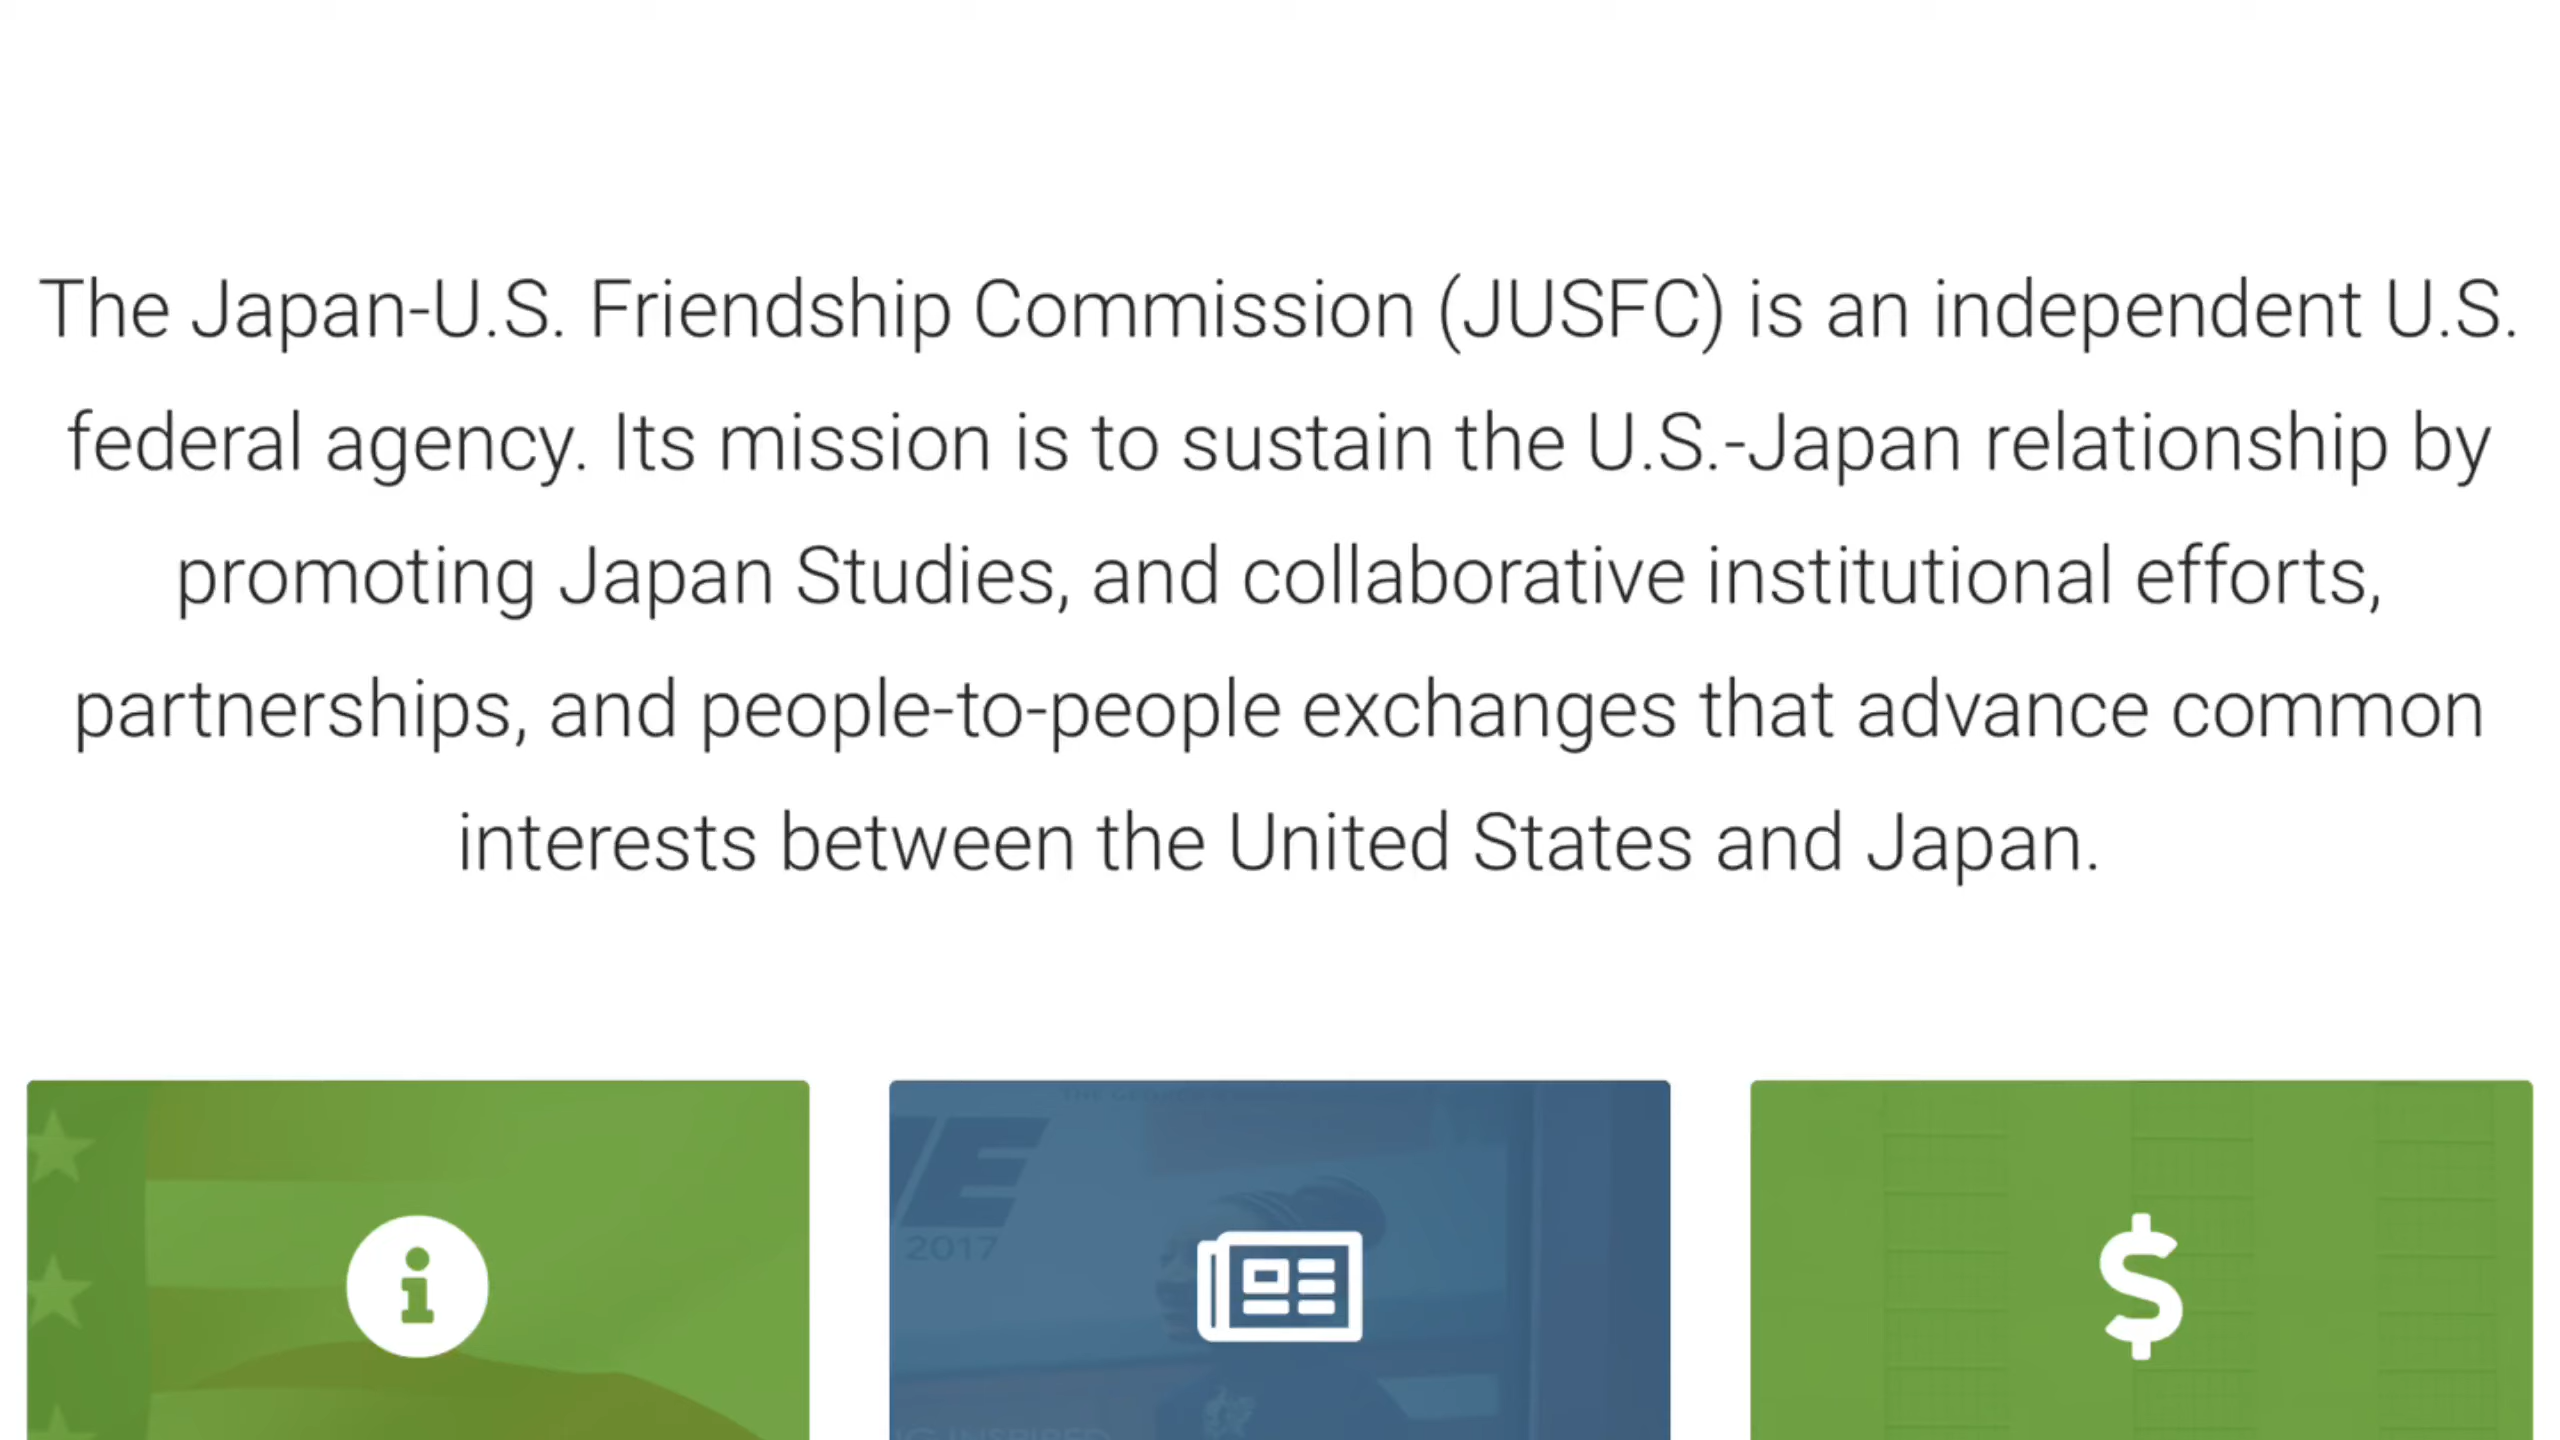 The Japan-U.S. Friendship Commission (JUSFC) is an independent U.S.
federal agency. Its mission is to sustain the U.S.-Japan relationship by
promoting Japan Studies, and collaborative institutional efforts,
partnerships, and people-to-people exchanges that advance common
interests between the United States and Japan.
2017